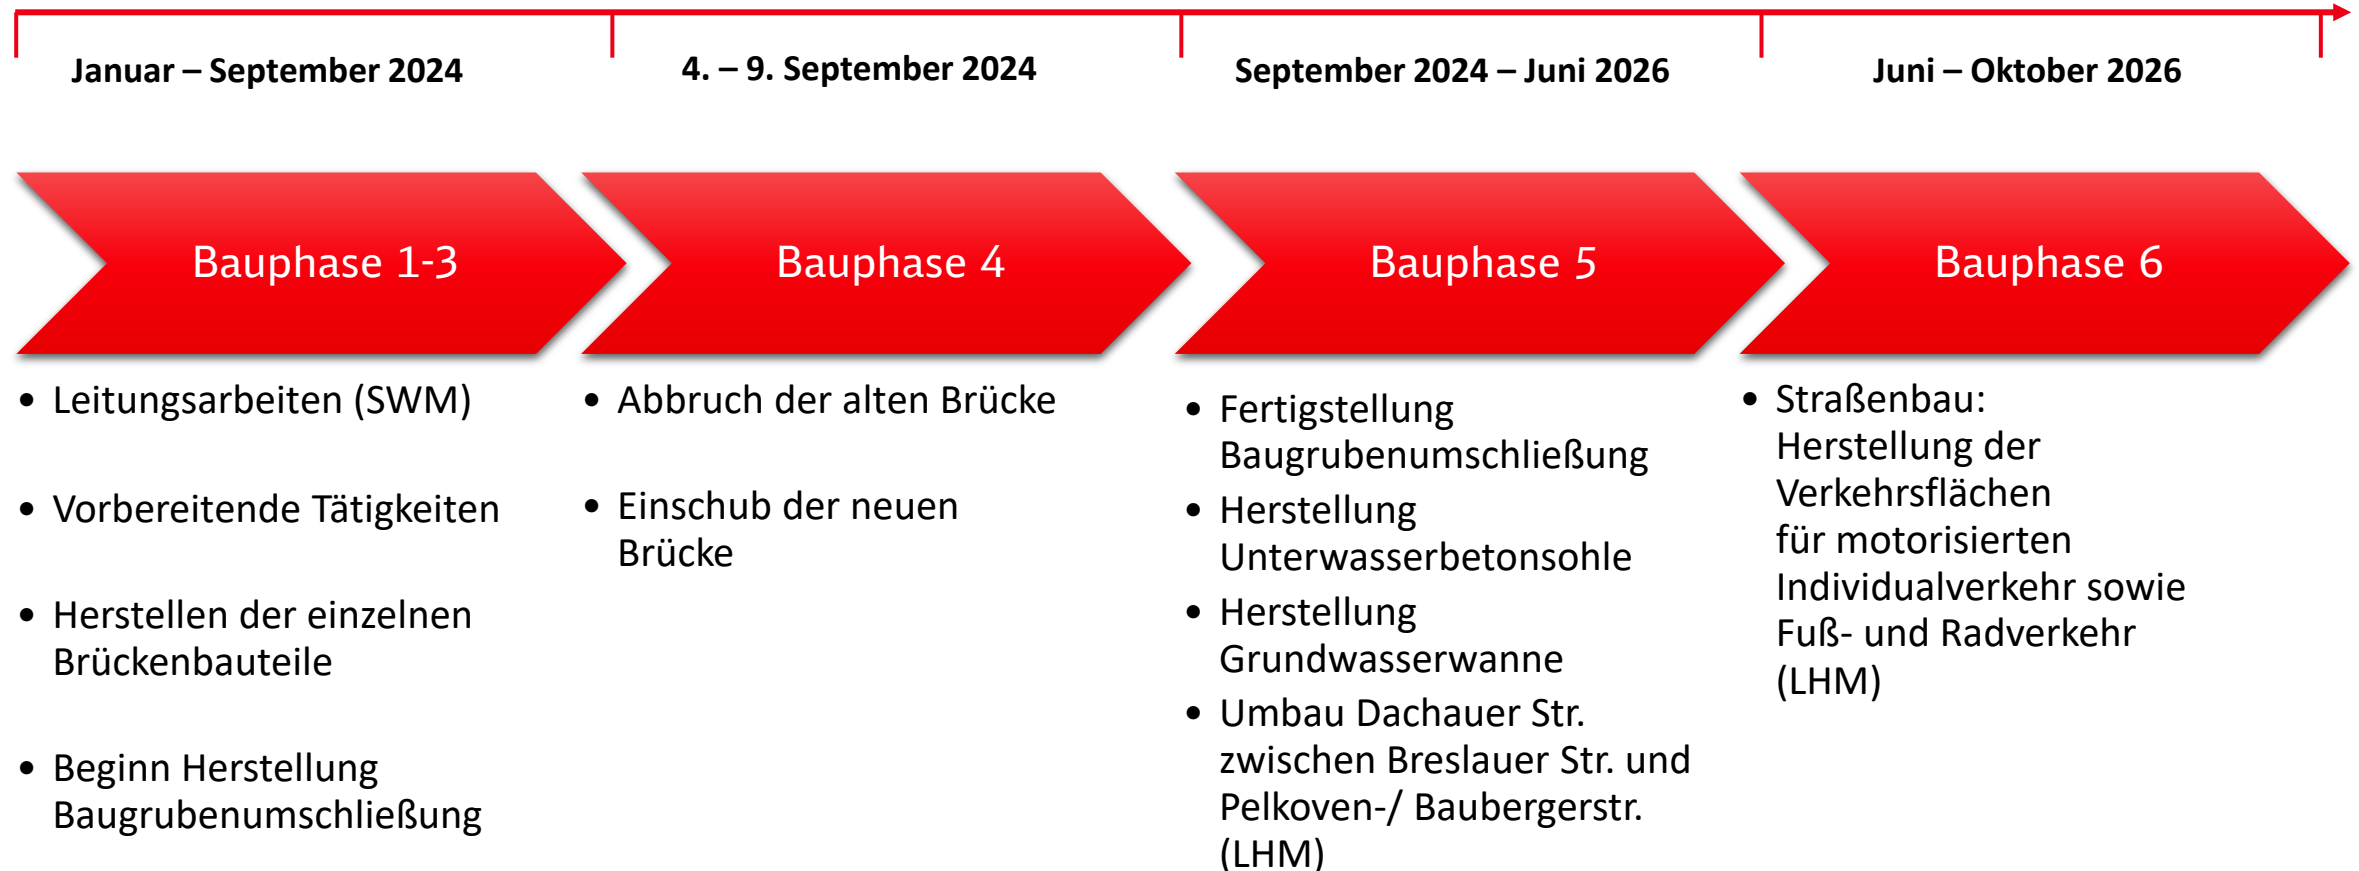 Januar – September 2024
4. – 9. September 2024
September 2024 – Juni 2026
Juni – Oktober 2026
Bauphase 1-3
Bauphase 4
Bauphase 5
Bauphase 6
• Leitungsarbeiten (SWM)
• Vorbereitende Tätigkeiten
• Herstellen der einzelnen
Brückenbauteile
• Beginn Herstellung
Baugrubenumschließung
• Abbruch der alten Brücke
• Einschub der neuen
Brücke
• Fertigstellung
Baugrubenumschließung
• Herstellung
Unterwasserbetonsohle
• Herstellung
Grundwasserwanne
• Umbau Dachauer Str.
zwischen Breslauer Str. und
Pelkoven-/ Baubergerstr.
(LHM)
• Straßenbau:
Herstellung der
Verkehrsflächen
für motorisierten
Individualverkehr sowie
Fuß- und Radverkehr
(LHM)